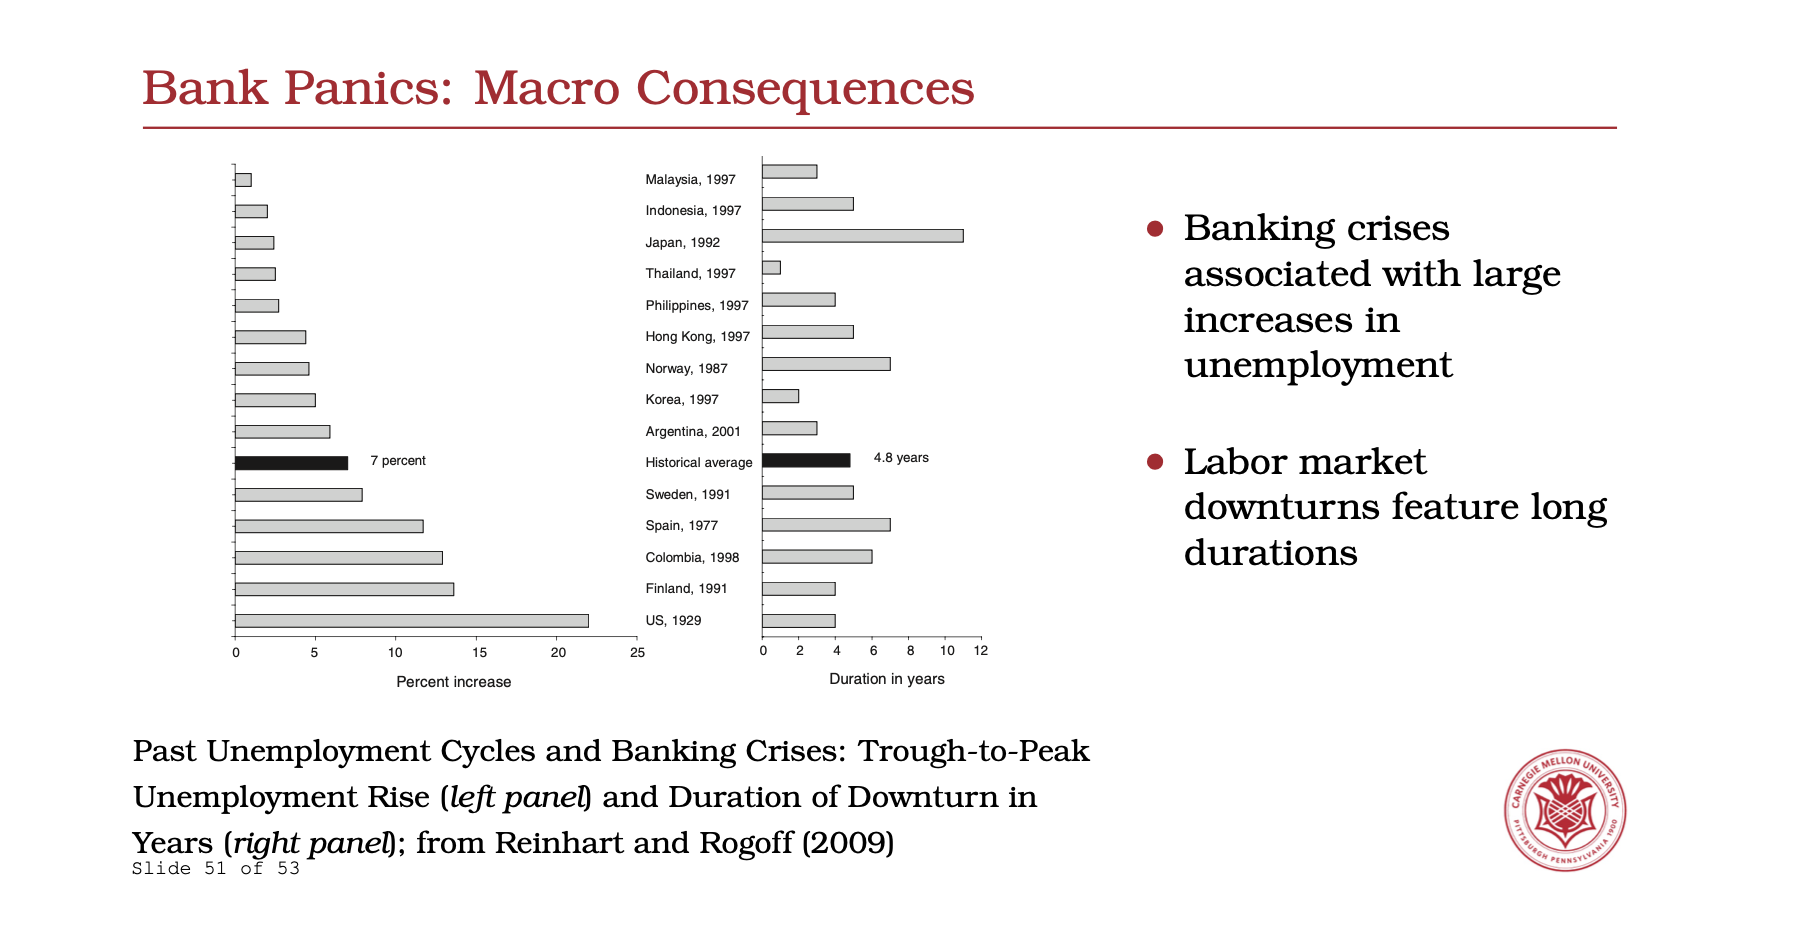 Bank Panics: Macro Consequences
Malaysia, 1997
Indonesia, 1997
Japan, 1992
Thailand, 1997
Philippines, 1997
Hong Kong, 1997
Norway, 1987
Korea, 1997
Argentina, 2001
7 percent
Historical average
4.8 years
Sweden, 1991
Spain, 1977
Colombia, 1998
Finland, 1991
US, 1929
0 5 10 15 20 25
Percent increase
0 2 4 6 8 10 12
Duration in years
Banking crises
associated with large
increases in
unemployment
Labor market
downturns feature long
durations
Past Unemployment Cycles and Banking Crises: Trough-to-Peak
Unemployment Rise (left panel) and Duration of Downturn in
Years (right panel); from Reinhart and Rogoff (2009)
Slide 51 of 53
CARNEGIE MELLON UNIVERSITY
PITTSBURGH PENNSYLVANIA 1900